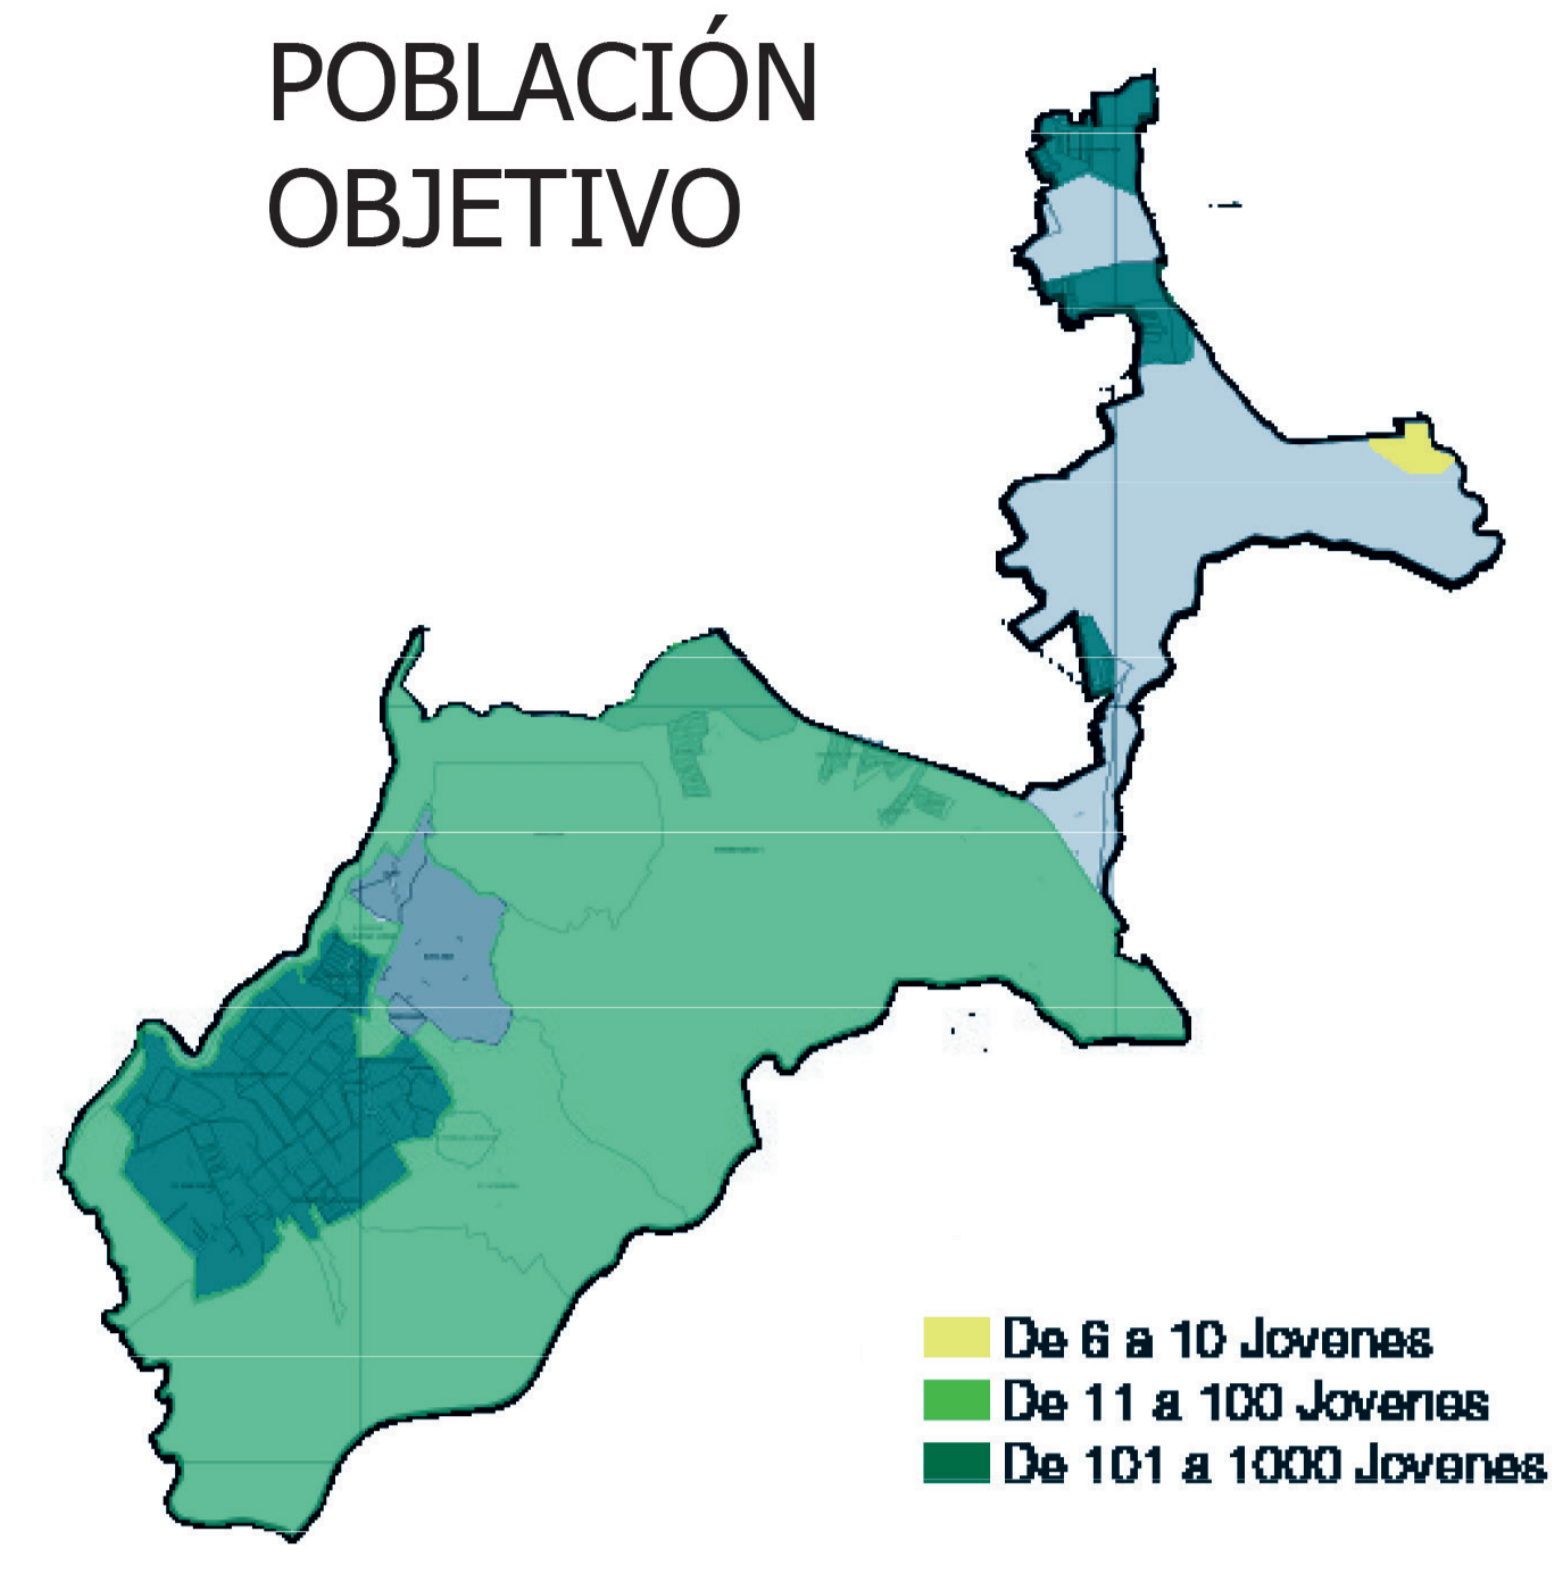 POBLACIÓN
OBJETIVO
De 6 a 10 Jovenes
De 11 a 100 Jovenes
De 101 a 1000 Jovenes